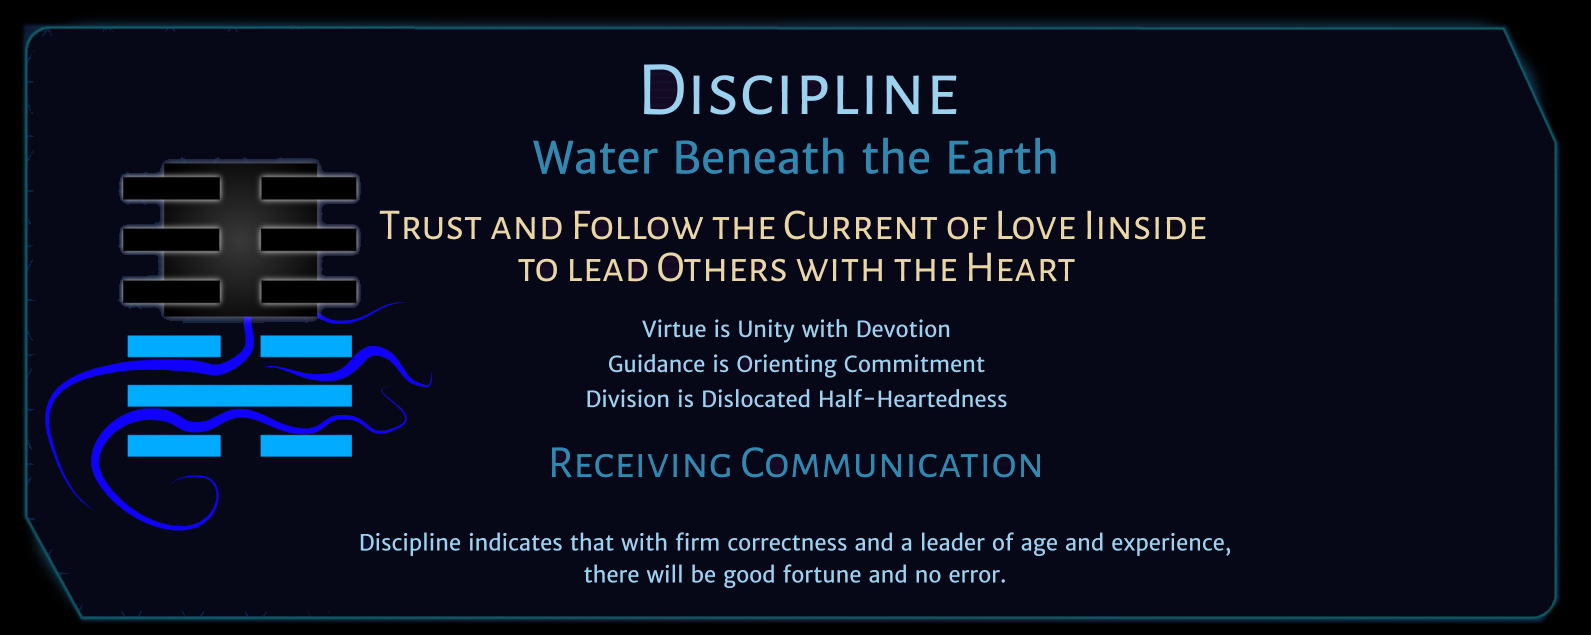 Discipline
Water Beneath the Earth
Trust and Follow the Current of Love Iinside
to lead Others with the Heart
Virtue is Unity with Devotion
Guidance is Orienting Commitment
Division is Dislocated Half-Heartedness
Receiving Communication
Discipline indicates that with firm correctness and a leader of age and experience,
there will be good fortune and no error.